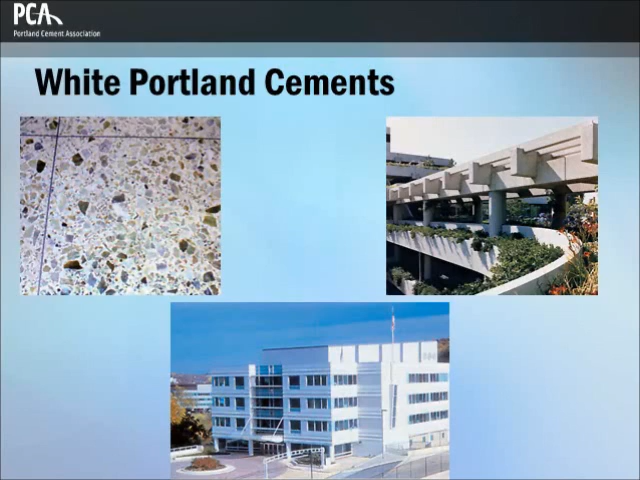 PCA
Portland Cement Association
White Portland Cements